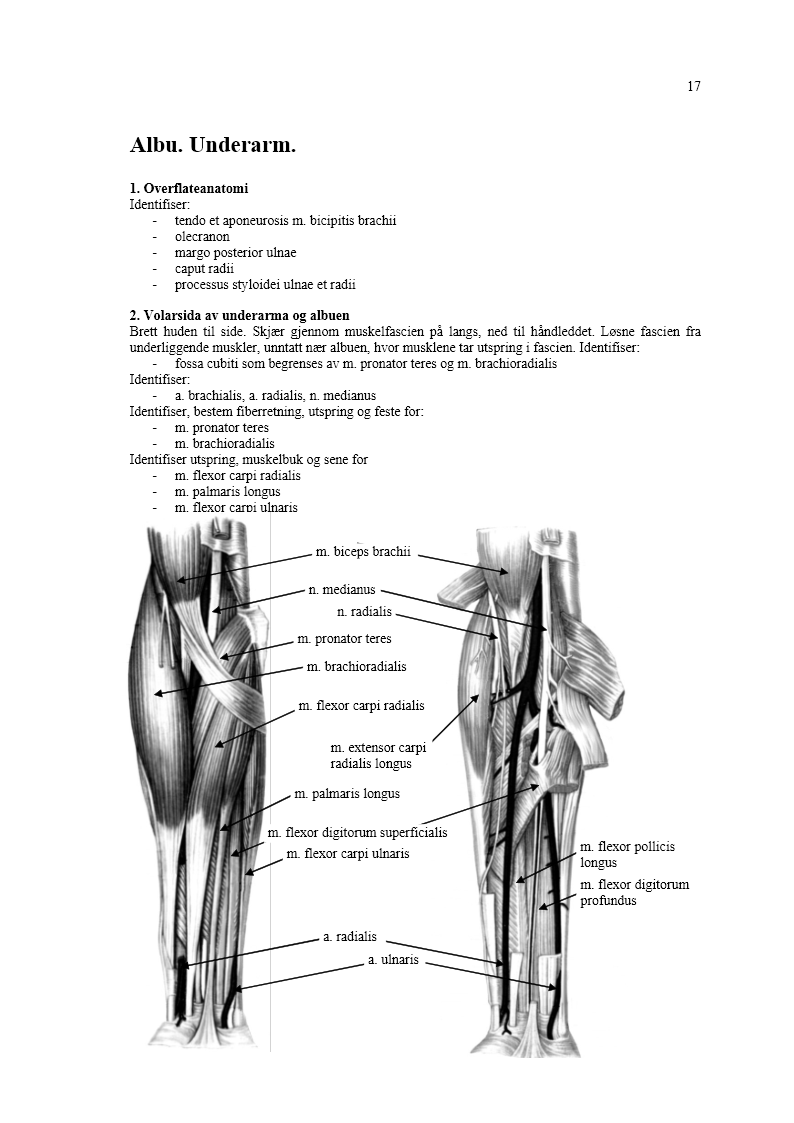 17
Albu. Underarm.
1. Overflateanatomi
Identifiser:
- tendo et aponeurosis m. bicipitis brachii
- olecranon
- margo posterior ulnae
- caput radii
- processus styloidei ulnae et radii
2. Volarsida av underarma og albuen
Brett huden til side. Skjær gjennom muskelfascien på langs, ned til håndleddet. Løsne fascien fra
underliggende muskler, unntatt nær albuen, hvor musklene tar utspring i fascien. Identifiser:
- fossa cubiti som begrenses av m. pronator teres og m. brachioradialis
Identifiser:
- a. brachialis, a. radialis, n. medianus
Identifiser, bestem fiberretning, utspring og feste for:
- m. pronator teres
- m. brachioradialis
Identifiser utspring, muskelbuk og sene for
- m. flexor carpi radialis
- m. palmaris longus
- m. flexor carpi ulnaris
m. biceps brachii
n. medianus
n. radialis
m. pronator teres
m. brachioradialis
m. flexor carpi radialis
m. extensor carpi
radialis longus
m. palmaris longus
m. flexor digitorum superficialis
m. flexor carpi ulnaris
m. flexor pollicis
longus
m. flexor digitorum
profundus
a. radialis
a. ulnaris